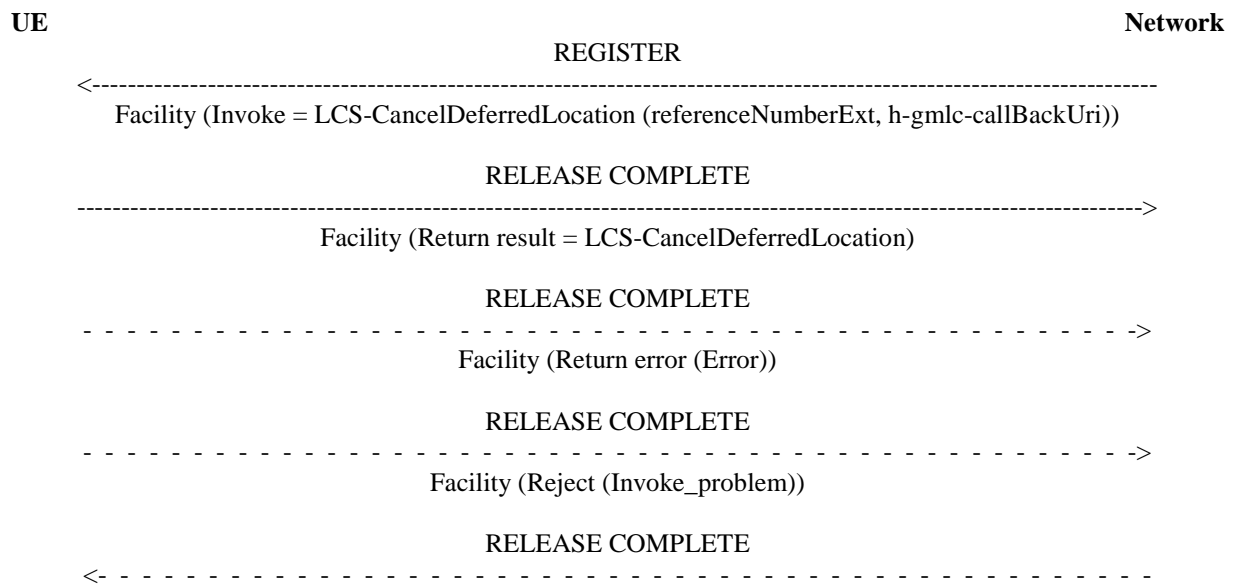 UE Network
REGISTER
<------------------------------------------------------------------------------------------------------------------------
Facility (Invoke = LCS-CancelDeferredLocation (referenceNumberExt, h-gmlc-callBackUri))
RELEASE COMPLETE
------------------------------------------------------------------------------------------------------------------------>
Facility (Return result = LCS-CancelDeferredLocation)
RELEASE COMPLETE
- - - - - - - - - - - - - - - - - - - - - - - - - - - - - - - - - - - - - - - - - - - - - - - - ->
Facility (Return error (Error))
RELEASE COMPLETE
- - - - - - - - - - - - - - - - - - - - - - - - - - - - - - - - - - - - - - - - - - - - - - - - ->
Facility (Reject (Invoke_problem))
RELEASE COMPLETE
<- - - - - - - - - - - - - - - - - - - - - - - - - - - - - - - - - - - - - - - - - - - - - - - - -